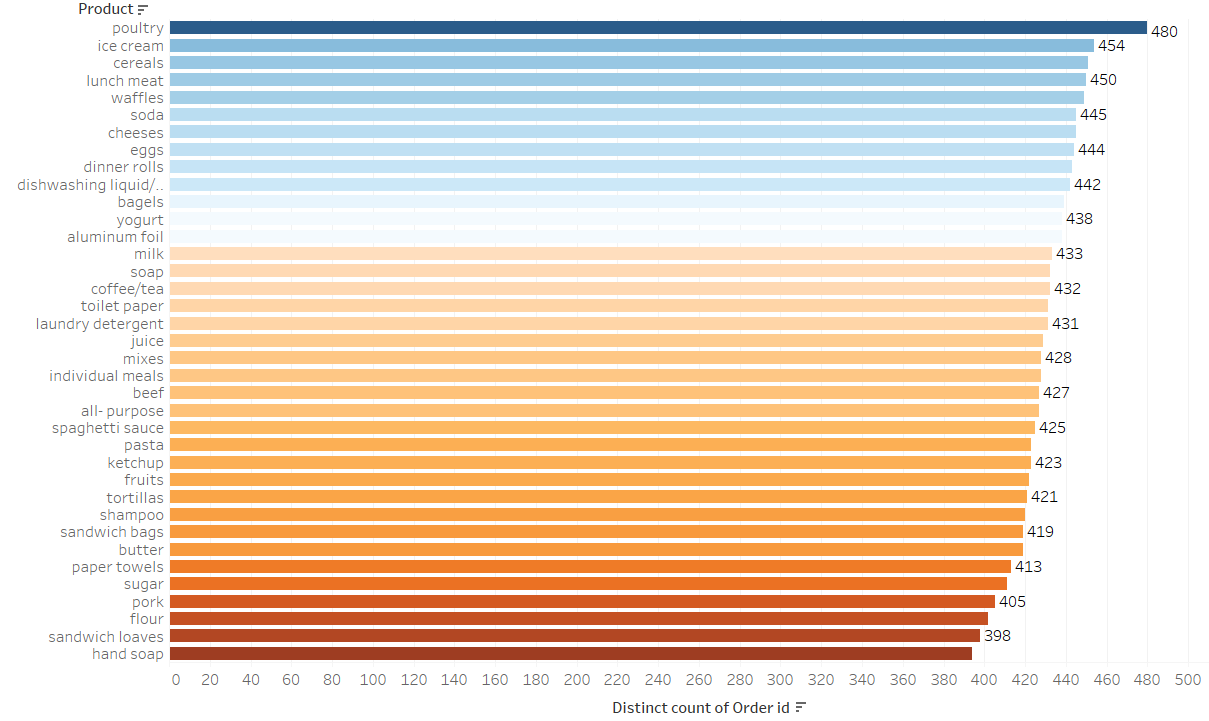 Product
poultry 480
ice cream 454
cereals
lunch meat 450
waffles
soda 445
cheeses
eggs 444
dinner rolls
dishwashing liquid/.. 442
bagels
yogurt 438
aluminum foil
milk 433
soap
coffee/tea 432
toilet paper
laundry detergent 431
juice
mixes 428
individual meals
beef 427
all- purpose
spaghetti sauce 425
pasta
ketchup 423
fruits
tortillas 421
shampoo
sandwich bags 419
butter
paper towels 413
sugar
pork 405
flour
sandwich loaves 398
hand soap
0 20 40 60 80 100 120 140 160 180 200 220 240 260 280 300 320 340 360 380 400 420 440 460 480 500
Distinct count of Order id